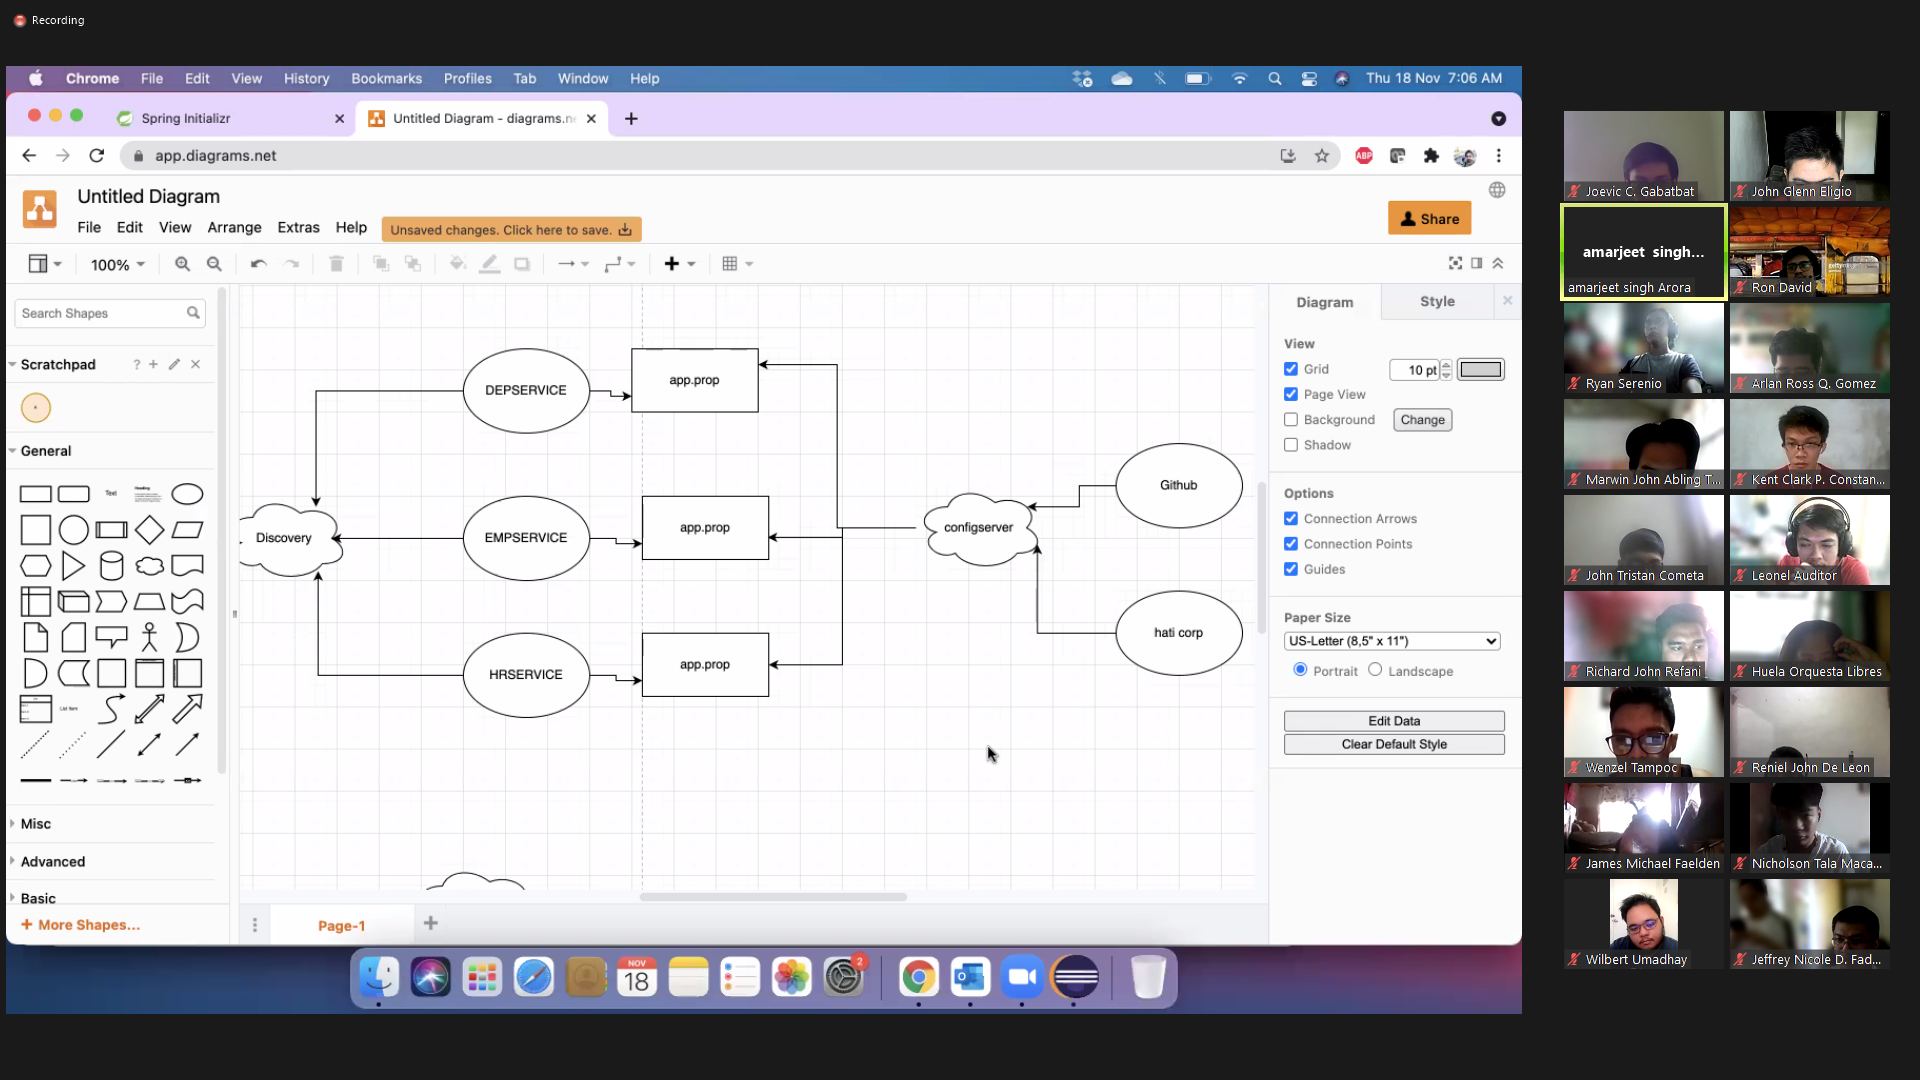 Recording
Chrome File Edit View History Bookmarks Profiles Tab Window Help Thu 18 Nov 7:06 AM
Spring Initializr
Untitled Diagram - diagrams.ne
app.diagrams.net
ABP
Untitled Diagram
File Edit View Arrange Extras Help
Unsaved changes. Click here to save.
Share
100%
Search Shapes
Scratchpad
General
Text
Heading
List Item
Misc
Advanced
Basic
+ More Shapes...
DEPSERVICE
app.prop
Github
Discovery
EMPSERVICE
app.prop
configserver
HRSERVICE
app.prop
hati corp
Page-1
Diagram
Style
View
Grid
10 pt
Page View
Background
Change
Shadow
Options
Connection Arrows
Connection Points
Guides
Paper Size
US-Letter (8,5" x 11")
Portrait
Landscape
Edit Data
Clear Default Style
NOV
18
2
Joevic C. Gabatbat
John Glenn Eligio
amarjeet singh...
amarjeet singh Arora
Ron David
Ryan Serenio
Arlan Ross Q. Gomez
Marwin John Abling T...
Kent Clark P. Constan...
John Tristan Cometa
Leonel Auditor
Richard John Refani
Huela Orquesta Libres
Wenzel Tampoc
Reniel John De Leon
James Michael Faelden
Nicholson Tala Maca...
Wilbert Umadhay
Jeffrey Nicole D. Fad...